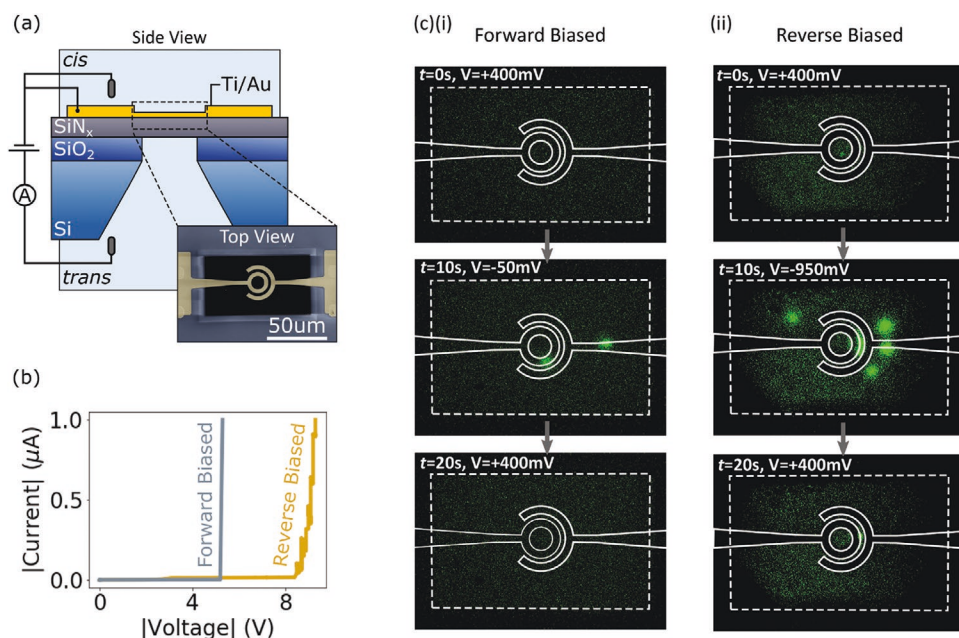 (a)
Side View
cis
Ti/Au
SiNₓ
SiO₂
A
Si
trans
Top View
50um
(b)
|Current| (μA)
1.0
0.5
0.0
Forward Biased
Reverse Biased
0
4
8
|Voltage| (V)
(c)(i)
Forward Biased
t=0s, V=+400mV
t=10s, V=-50mV
t=20s, V=+400mV
(ii)
Reverse Biased
t=0s, V=+400mV
t=10s, V=-950mV
t=20s, V=+400mV